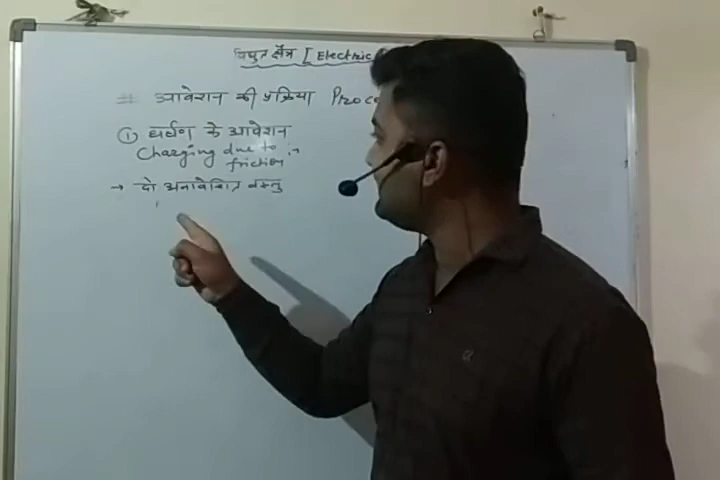 विद्युत क्षेत्र [ Electric
# आवेशन की प्रक्रिया Proce
① घर्षण के आवेशन
Charging due to
friction
→ दो अनावेशित वस्तु